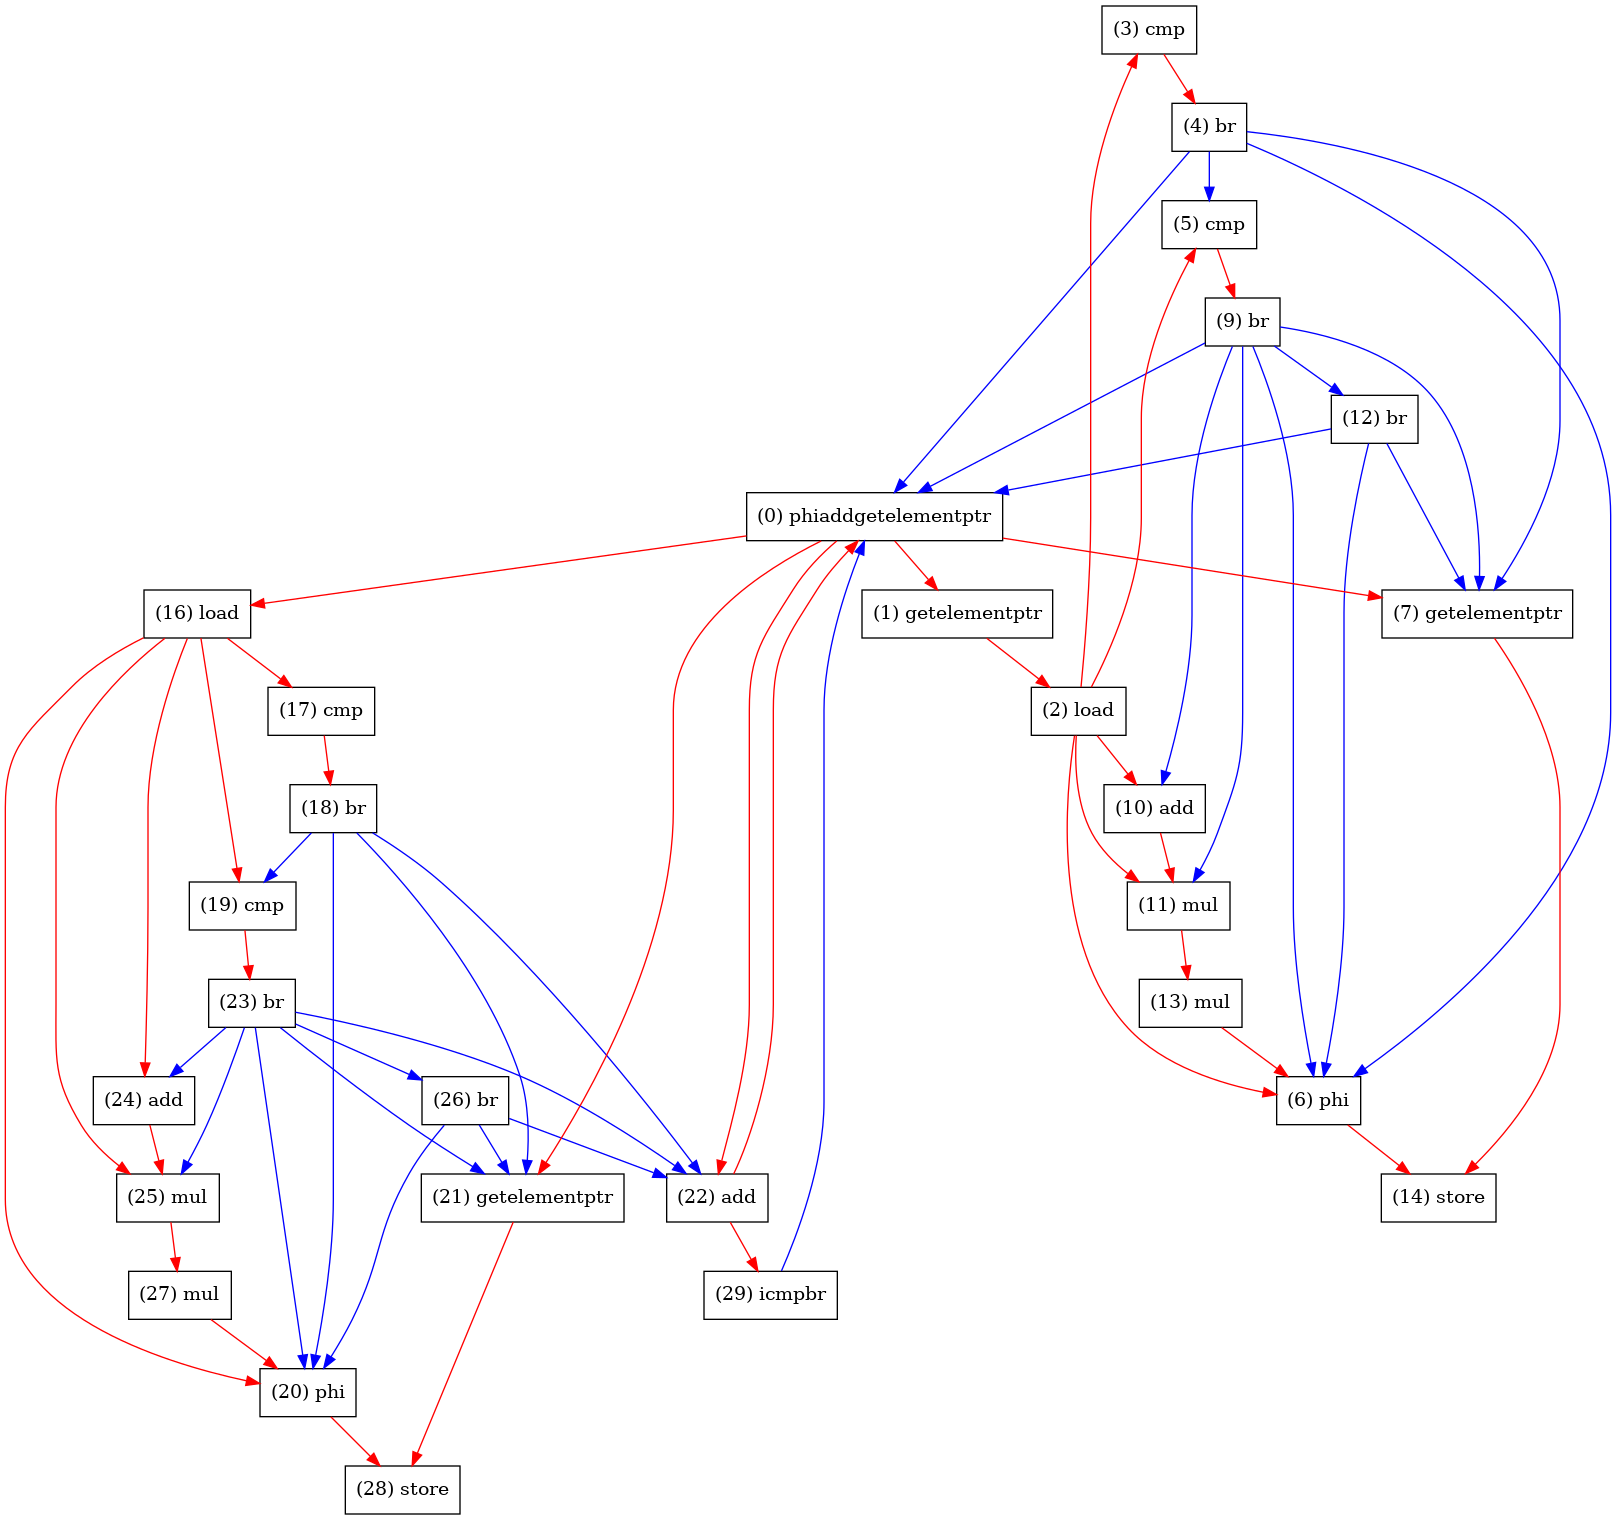 (3) cmp
(4) br
(5) cmp
(9) br
(12) br
(0) phiaddgetelementptr
(16) load
(1) getelementptr
(7) getelementptr
(17) cmp
(2) load
(18) br
(10) add
(19) cmp
(11) mul
(23) br
(13) mul
(24) add
(26) br
(6) phi
(25) mul
(21) getelementptr
(22) add
(14) store
(27) mul
(29) icmpbr
(20) phi
(28) store